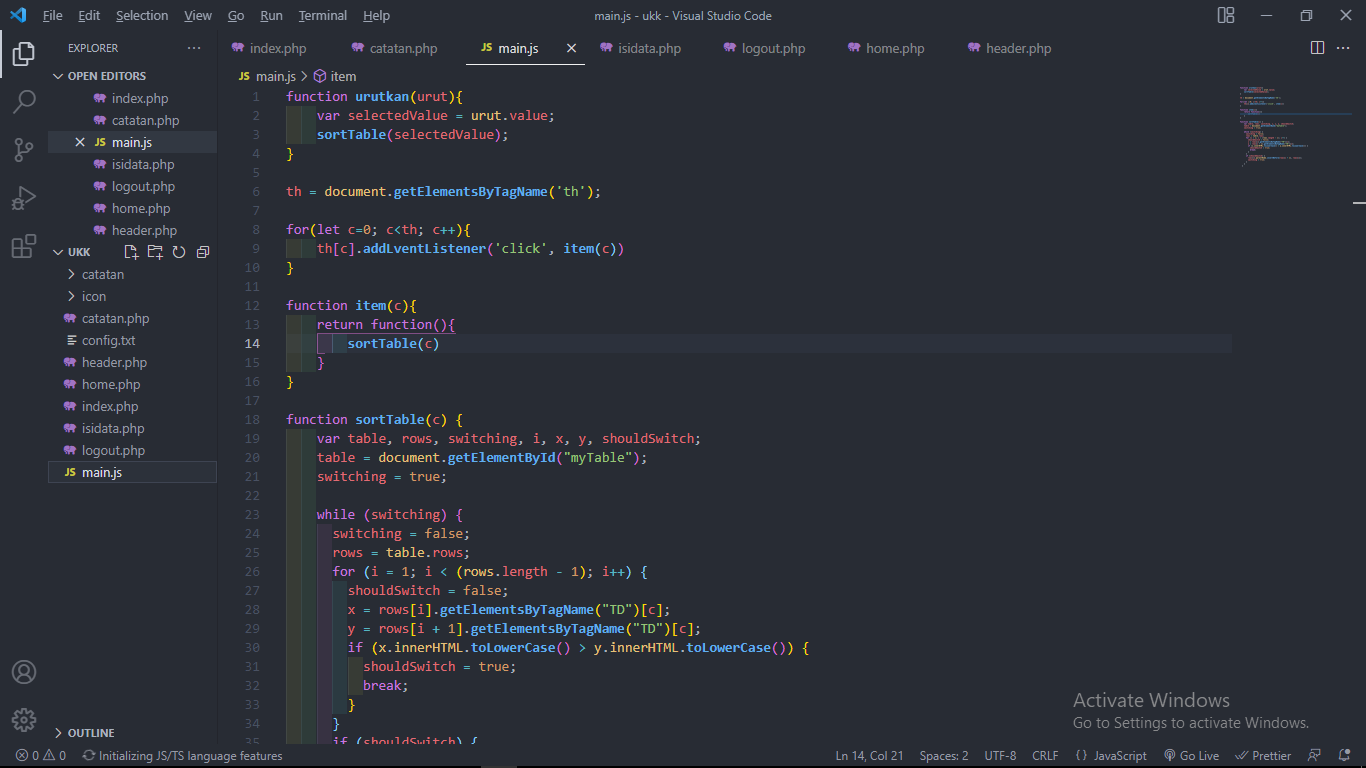 File Edit Selection View Go Run Terminal Help
main.js - ukk - Visual Studio Code
EXPLORER
OPEN EDITORS
index.php
catatan.php
JS main.js
isidata.php
logout.php
home.php
header.php
UKK
catatan
icon
catatan.php
config.txt
header.php
home.php
index.php
isidata.php
logout.php
JS main.js
OUTLINE
index.php catatan.php JS main.js isidata.php logout.php home.php header.php
JS main.js > item
1 function urutkan(urut){
2 var selectedValue = urut.value;
3 sortTable(selectedValue);
4 }
5
6 th = document.getElementsByTagName('th');
7
8 for(let c=0; c<th; c++){
9 th[c].addLventListener('click', item(c))
10 }
11
12 function item(c){
13 return function(){
14 sortTable(c)
15 }
16 }
17
18 function sortTable(c) {
19 var table, rows, switching, i, x, y, shouldSwitch;
20 table = document.getElementById("myTable");
21 switching = true;
22
23 while (switching) {
24 switching = false;
25 rows = table.rows;
26 for (i = 1; i < (rows.length - 1); i++) {
27 shouldSwitch = false;
28 x = rows[i].getElementsByTagName("TD")[c];
29 y = rows[i + 1].getElementsByTagName("TD")[c];
30 if (x.innerHTML.toLowerCase() > y.innerHTML.toLowerCase()) {
31 shouldSwitch = true;
32 break;
33 }
34 }
35 if (shouldSwitch) {
Activate Windows
Go to Settings to activate Windows.
0 0 Initializing JS/TS language features
Ln 14, Col 21 Spaces: 2 UTF-8 CRLF {} JavaScript Go Live Prettier